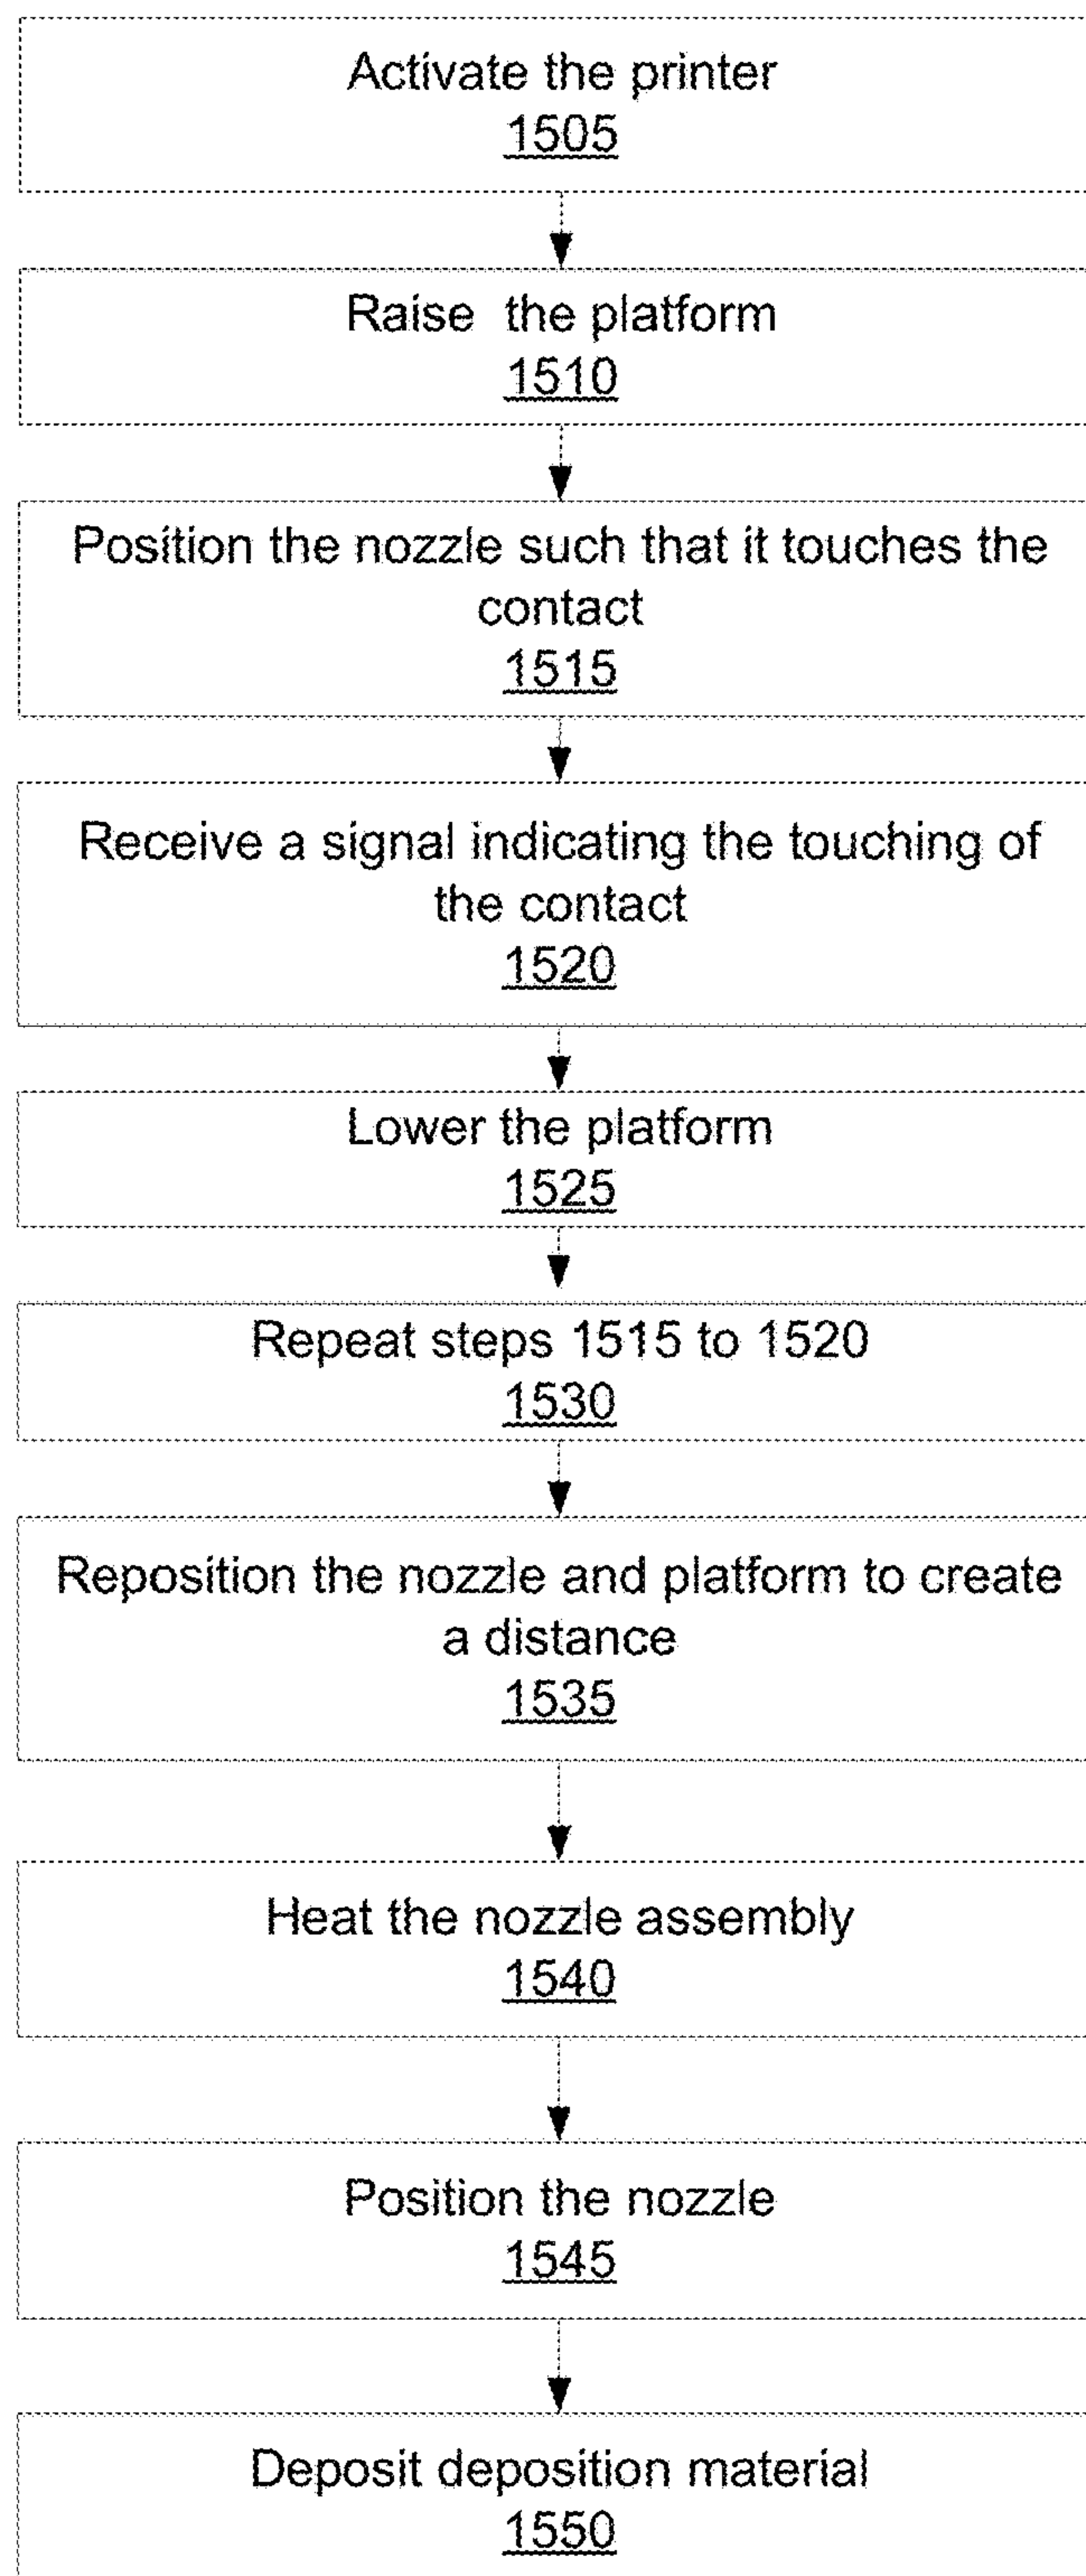 Activate the printer
1505
Raise the platform
1510
Position the nozzle such that it touches the
contact
1515
Receive a signal indicating the touching of
the contact
1520
Lower the platform
1525
Repeat steps 1515 to 1520
1530
Reposition the nozzle and platform to create
a distance
1535
Heat the nozzle assembly
1540
Position the nozzle
1545
Deposit deposition material
1550